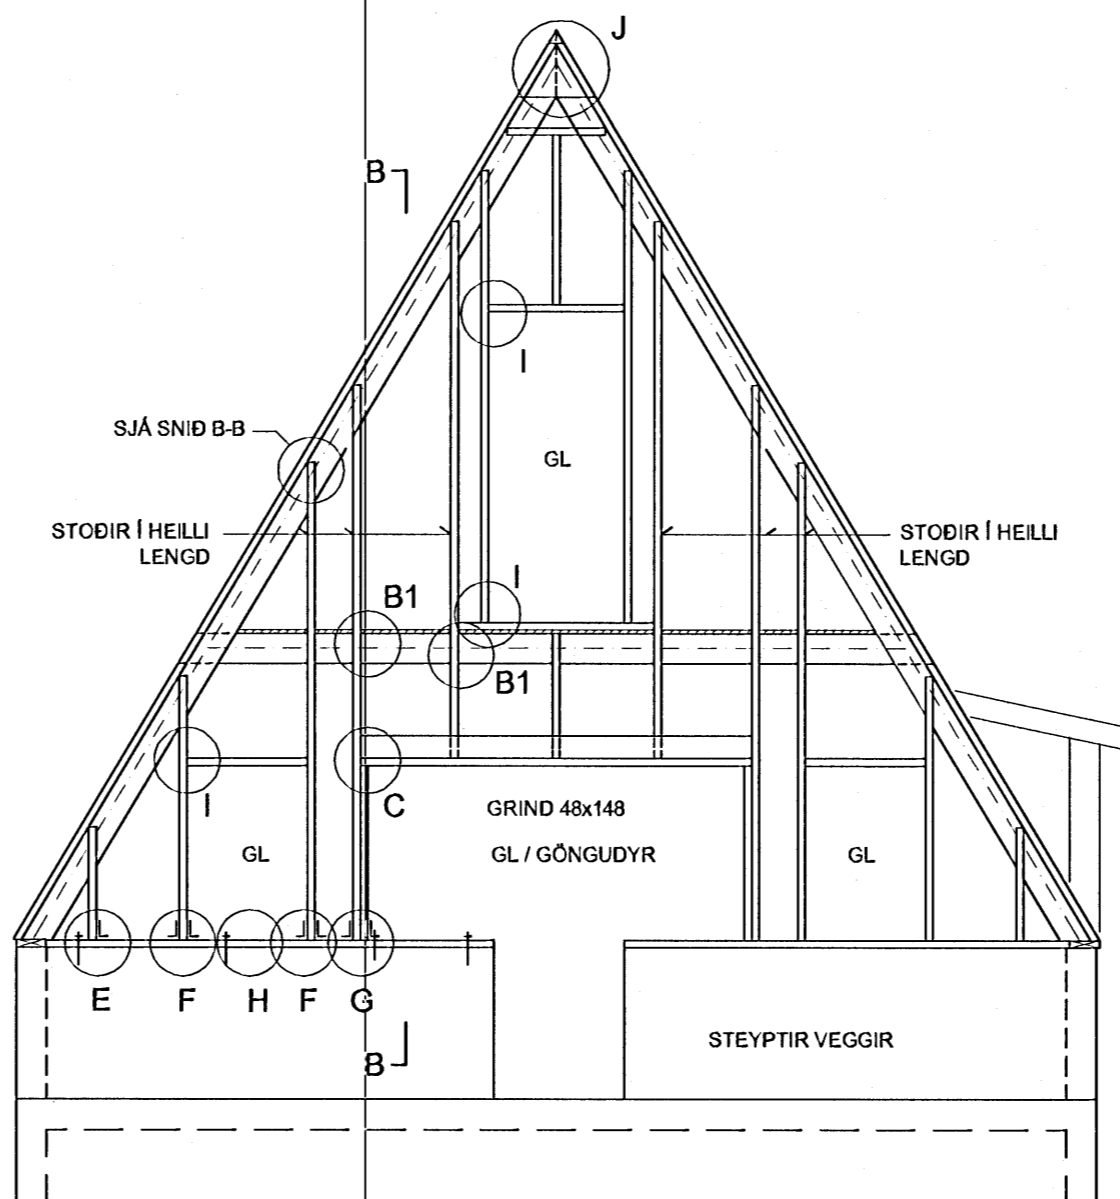 J
B
I
SJÁ SNIÐ B-B
GL
STOÐIR Í HEILLI
LENGD
STOÐIR Í HEILLI
LENGD
I
B1
B1
I
C
GRIND 48x148
GL
GL / GÖNGUDYR
GL
E
F
H
F
G
STEYPTIR VEGGIR
B